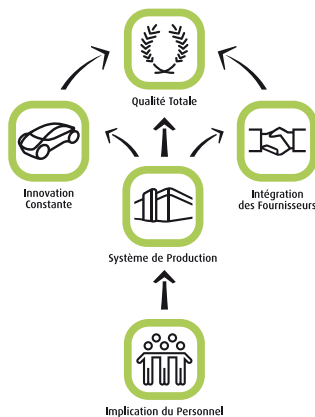 Qualité Totale
Innovation
Constante
Intégration
des Fournisseurs
Système de Production
Implication du Personnel